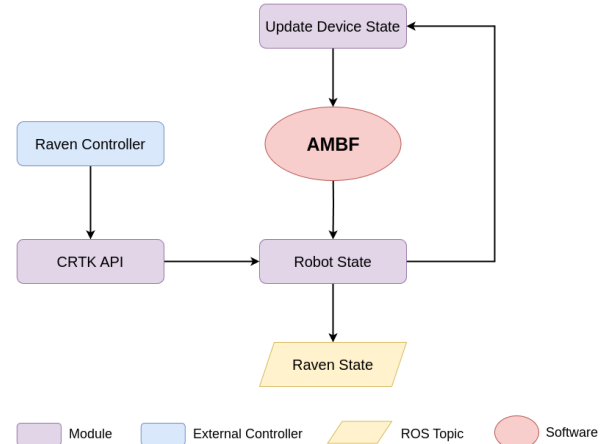 Update Device State
AMBF
Raven Controller
CRTK API
Robot State
Raven State
Module
External Controller
ROS Topic
Software